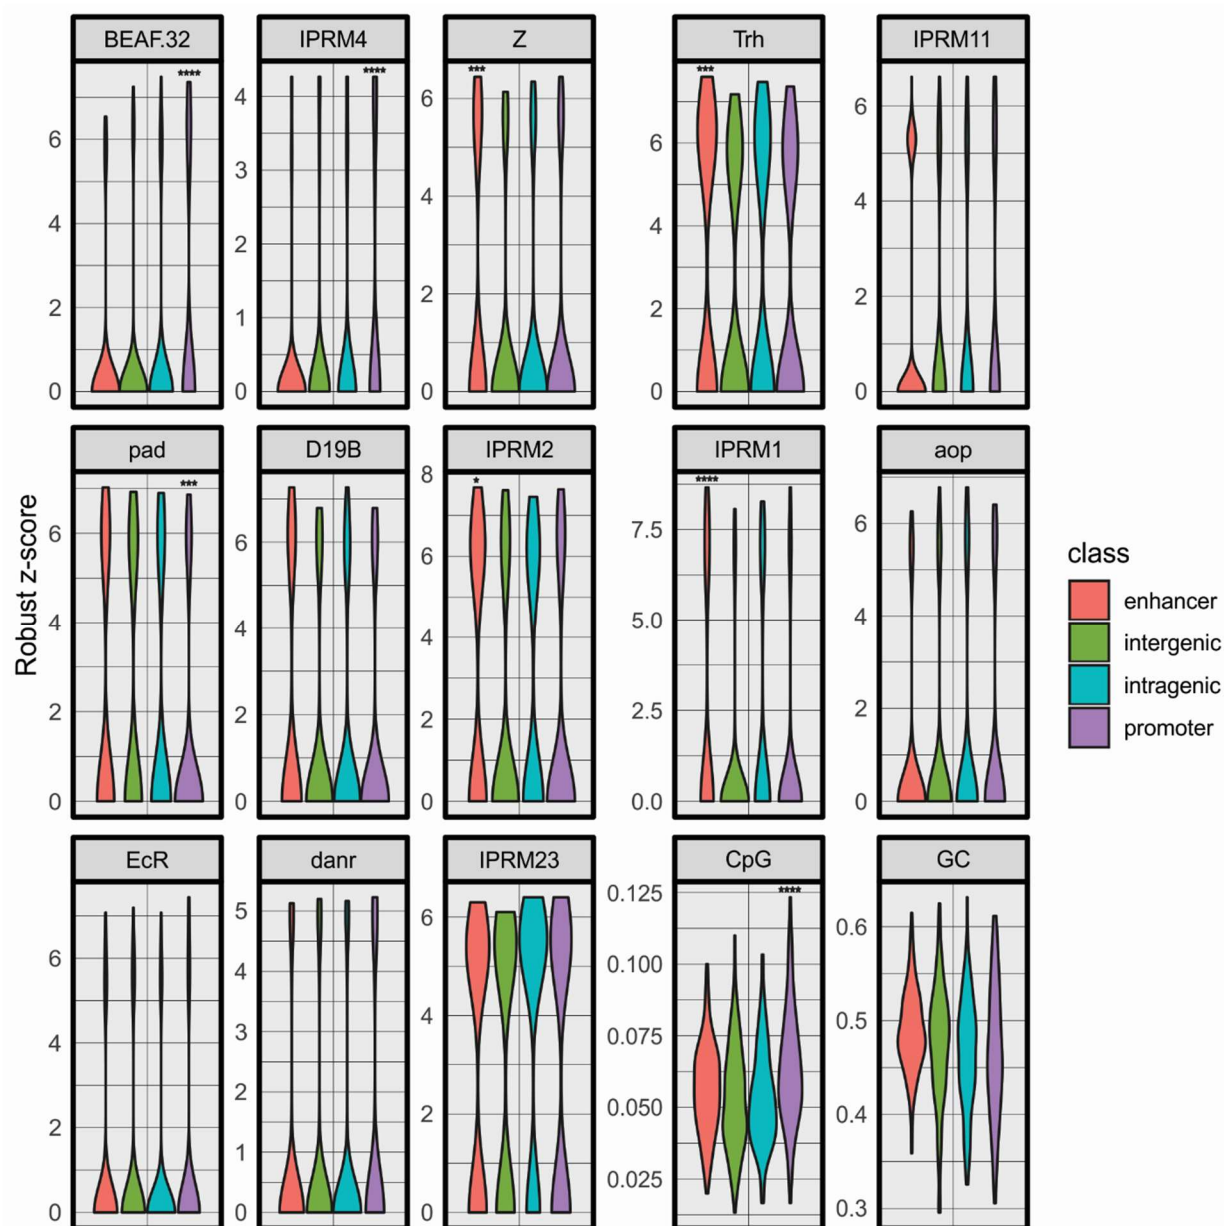 BEAF.32 IPRM4 Z Trh IPRM11
**** **** *** ***
6 4 2 0
4 3 2 1 0
6 4 2 0
6 4 2 0
6 4 2 0
pad D19B IPRM2 IPRM1 aop
*** * ****
6 4 2 0
6 4 2 0
8 6 4 2 0
7.5 5.0 2.5 0.0
6 4 2 0
Robust z-score
class
enhancer
intergenic
intragenic
promoter
EcR danr IPRM23 CpG GC
****
6 4 2 0
5 4 3 2 1 0
6 4 2 0
0.125 0.100 0.075 0.050 0.025
0.6 0.5 0.4 0.3